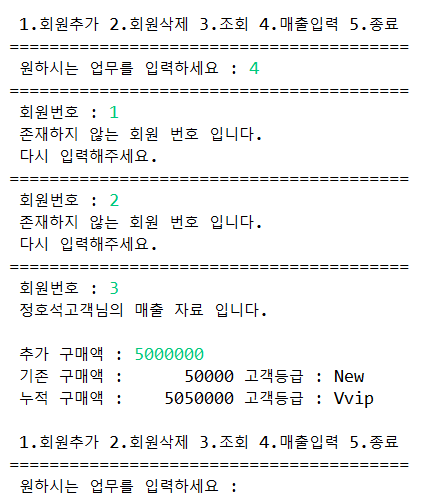 1.회원추가 2.회원삭제 3.조회 4.매출입력 5.종료
========================================
원하시는 업무를 입력하세요 : 4
========================================
회원번호 : 1
존재하지 않는 회원 번호 입니다.
다시 입력해주세요.
========================================
회원번호 : 2
존재하지 않는 회원 번호 입니다.
다시 입력해주세요.
========================================
회원번호 : 3
정호석고객님의 매출 자료 입니다.

추가 구매액 : 5000000
기존 구매액 :      50000 고객등급 : New
누적 구매액 :    5050000 고객등급 : Vvip

1.회원추가 2.회원삭제 3.조회 4.매출입력 5.종료
========================================
원하시는 업무를 입력하세요 :